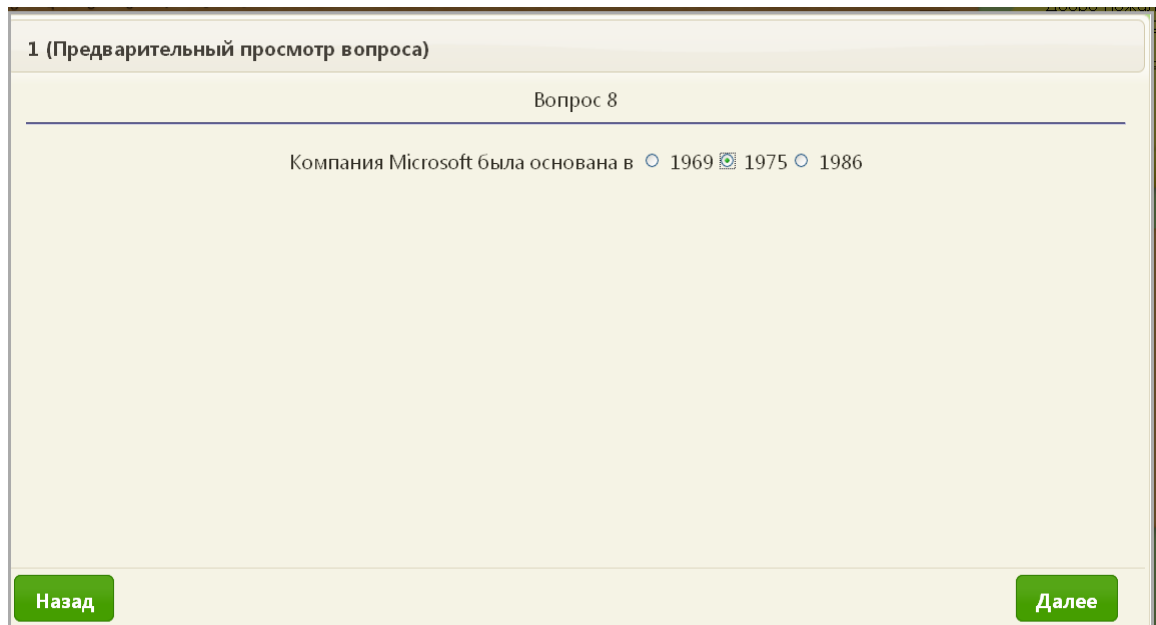 1 (Предварительный просмотр вопроса)
Вопрос 8
Компания Microsoft была основана в 1969 1975 1986
Назад
Далее